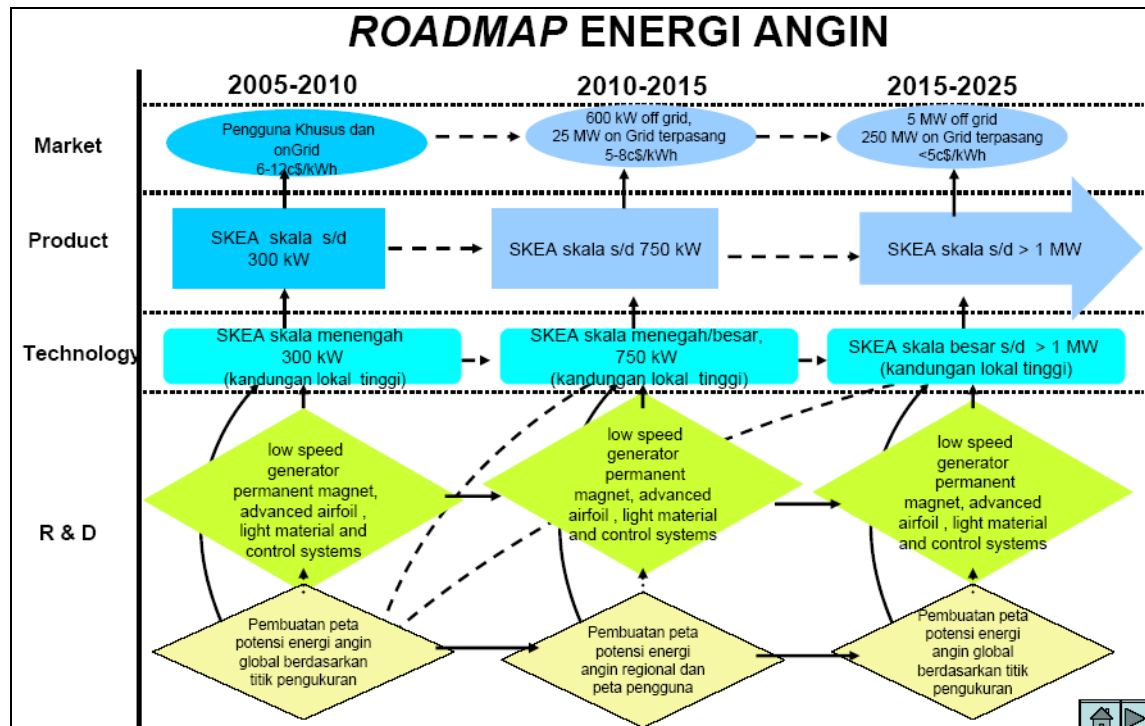 ROADMAP ENERGI ANGIN
2005-2010
2010-2015
2015-2025
Market
Pengguna Khusus dan
onGrid
6-12c$/kWh
600 kW off grid,
25 MW on Grid terpasang
5-8c$/kWh
5 MW off grid
250 MW on Grid terpasang
<5c$/kWh
Product
SKEA skala s/d
300 kW
SKEA skala s/d 750 kW
SKEA skala s/d > 1 MW
Technology
SKEA skala menengah
300 kW
(kandungan lokal tinggi)
SKEA skala menegah/besar,
750 kW
(kandungan lokal tinggi)
SKEA skala besar s/d > 1 MW
(kandungan lokal tinggi)
R & D
low speed
generator
permanent magnet,
advanced airfoil ,
light material and
control systems
low speed
generator
permanent
magnet, advanced
airfoil , light material
and control systems
low speed
generator
permanent
magnet, advanced
airfoil , light material
and control systems
Pembuatan peta
potensi energi angin
global berdasarkan
titik pengukuran
Pembuatan peta
potensi energi
angin regional dan
peta pengguna
Pembuatan peta
potensi energi
angin global
berdasarkan titik
pengukuran